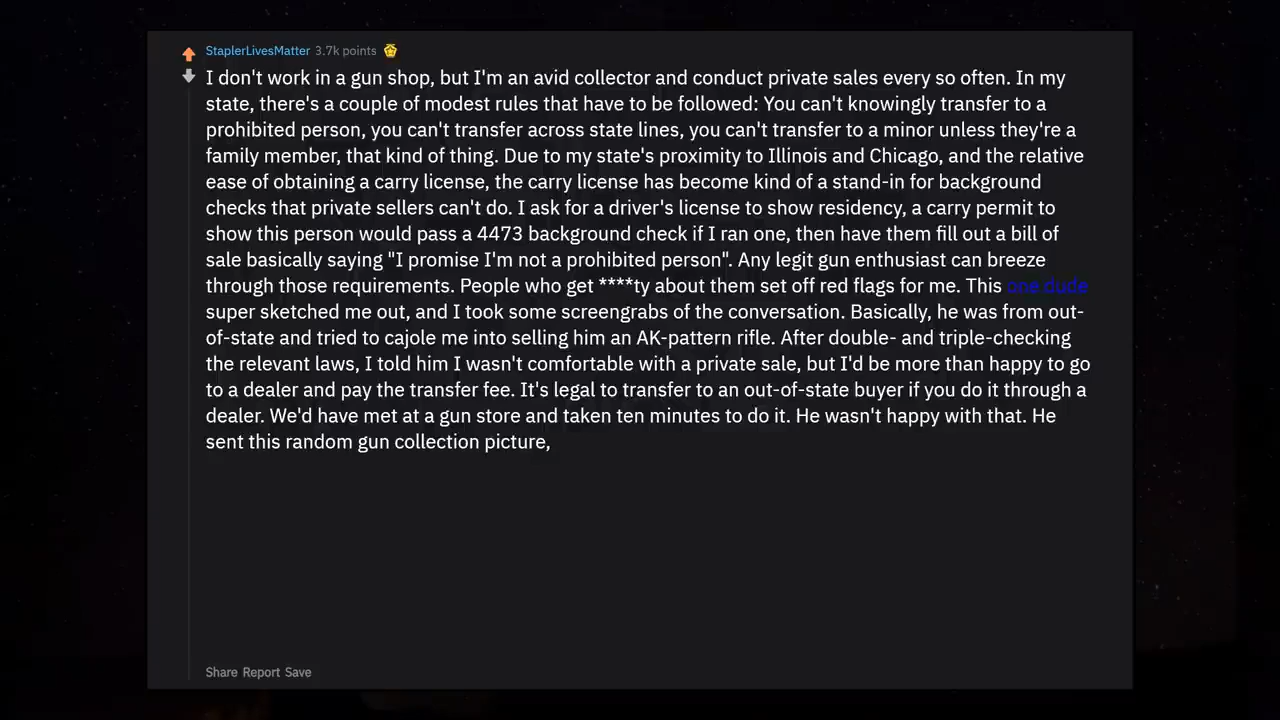 StaplerLivesMatter 3.7k points
I don't work in a gun shop, but I'm an avid collector and conduct private sales every so often. In my
state, there's a couple of modest rules that have to be followed: You can't knowingly transfer to a
prohibited person, you can't transfer across state lines, you can't transfer to a minor unless they're a
family member, that kind of thing. Due to my state's proximity to Illinois and Chicago, and the relative
ease of obtaining a carry license, the carry license has become kind of a stand-in for background
checks that private sellers can't do. I ask for a driver's license to show residency, a carry permit to
show this person would pass a 4473 background check if I ran one, then have them fill out a bill of
sale basically saying "I promise I'm not a prohibited person". Any legit gun enthusiast can breeze
through those requirements. People who get ****ty about them set off red flags for me. This one dude
super sketched me out, and I took some screengrabs of the conversation. Basically, he was from out-
of-state and tried to cajole me into selling him an AK-pattern rifle. After double- and triple-checking
the relevant laws, I told him I wasn't comfortable with a private sale, but I'd be more than happy to go
to a dealer and pay the transfer fee. It's legal to transfer to an out-of-state buyer if you do it through a
dealer. We'd have met at a gun store and taken ten minutes to do it. He wasn't happy with that. He
sent this random gun collection picture,
Share Report Save